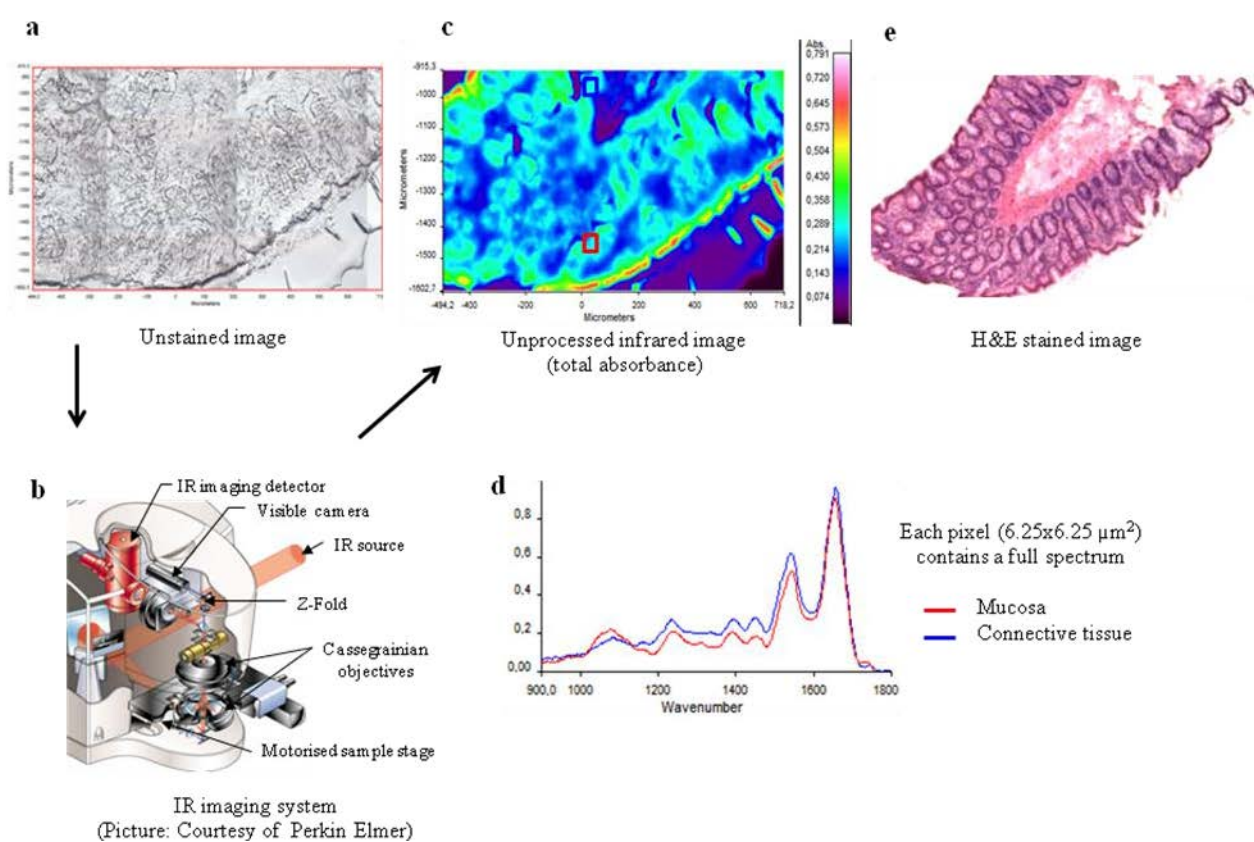 a
c
e
Micrometers
Micrometers
Unstained image
-915,3
-1000
-1100
-1200
-1300
-1400
-1500
-1602,7
Micrometers
-494,2
-400
-200
0
200
400
600
718,2
Micrometers
Abs.
0,791
0,720
0,645
0,573
0,502
0,431
0,360
0,289
0,214
0,143
0,074
Unprocessed infrared image
(total absorbance)
H&E stained image
b
IR imaging detector
Visible camera
IR source
Z-Fold
Cassegrainian
objectives
Motorised sample stage
IR imaging system
(Picture: Courtesy of Perkin Elmer)
d
0,8
0,6
0,4
0,2
0,00
900,0
1000
1200
1400
1600
1800
Wavenumber
Each pixel (6.25x6.25 µm²)
contains a full spectrum
Mucosa
Connective tissue